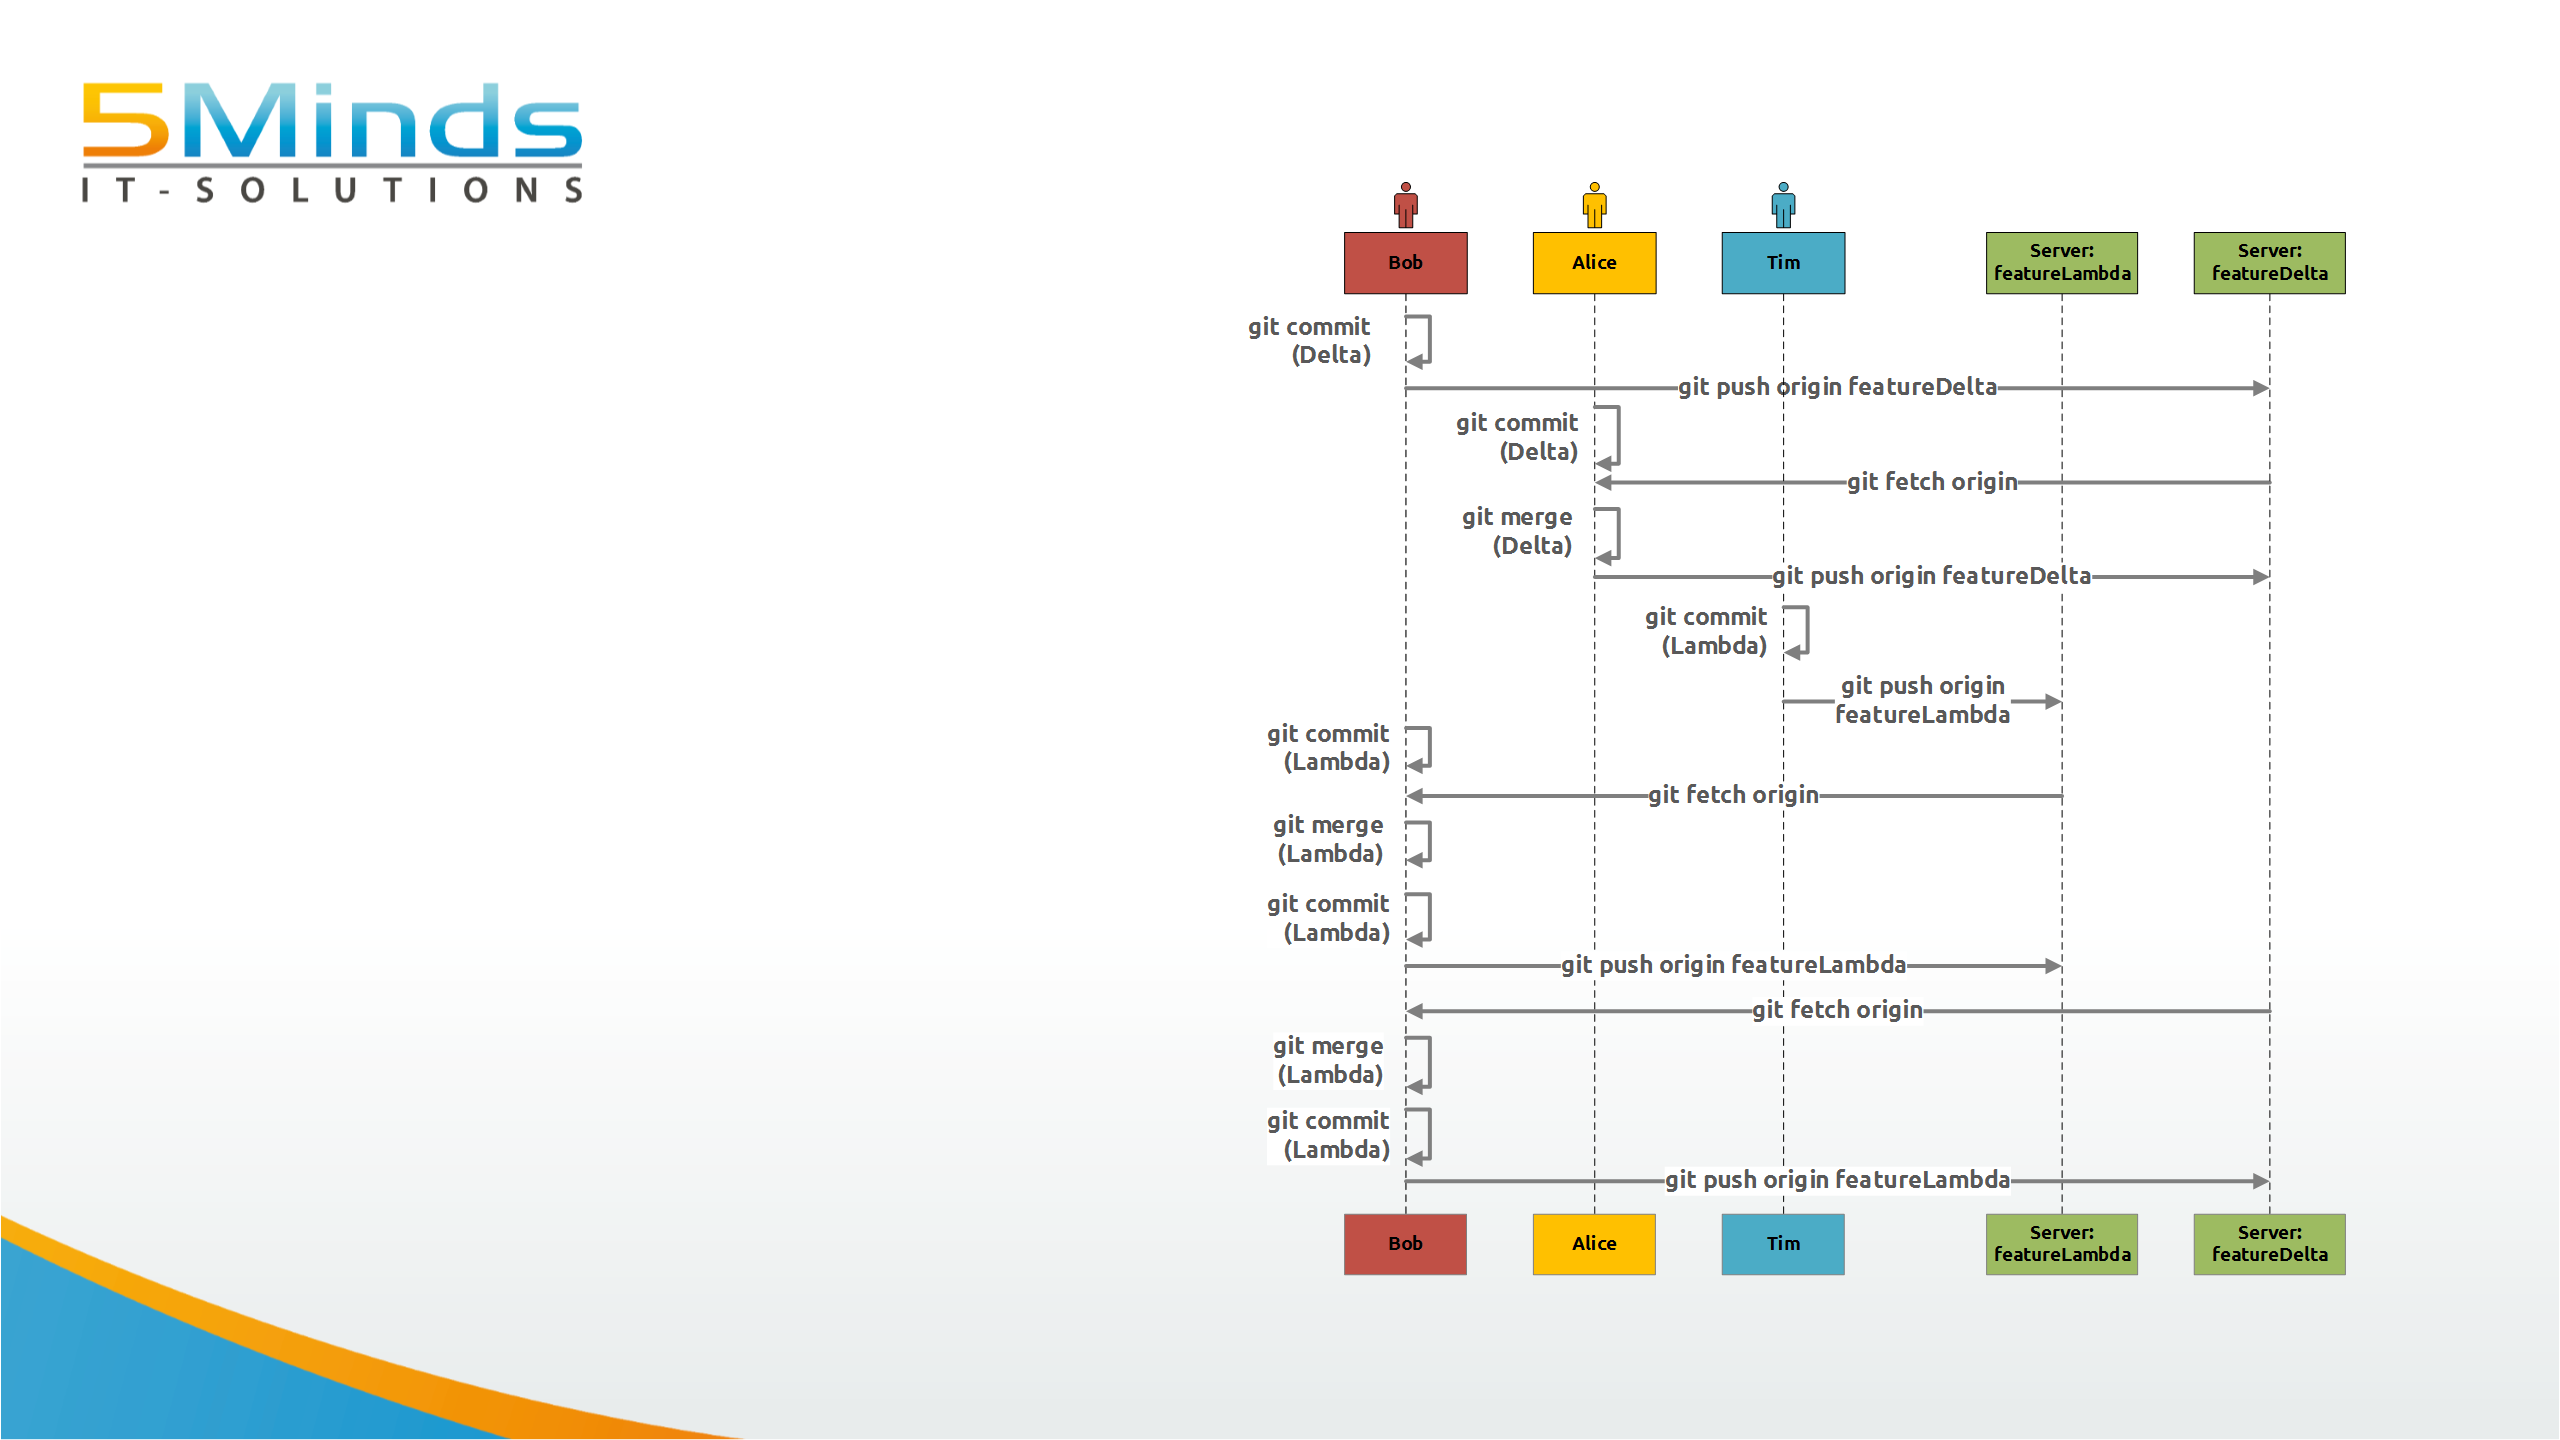 5Minds
IT-SOLUTIONS
Bob
Alice
Tim
Server:
featureLambda
Server:
featureDelta
git commit
(Delta)
git push origin featureDelta
git commit
(Delta)
git fetch origin
git merge
(Delta)
git push origin featureDelta
git commit
(Lambda)
git push origin
featureLambda
git commit
(Lambda)
git fetch origin
git merge
(Lambda)
git commit
(Lambda)
git push origin featureLambda
git fetch origin
git merge
(Lambda)
git commit
(Lambda)
git push origin featureLambda
Bob
Alice
Tim
Server:
featureLambda
Server:
featureDelta